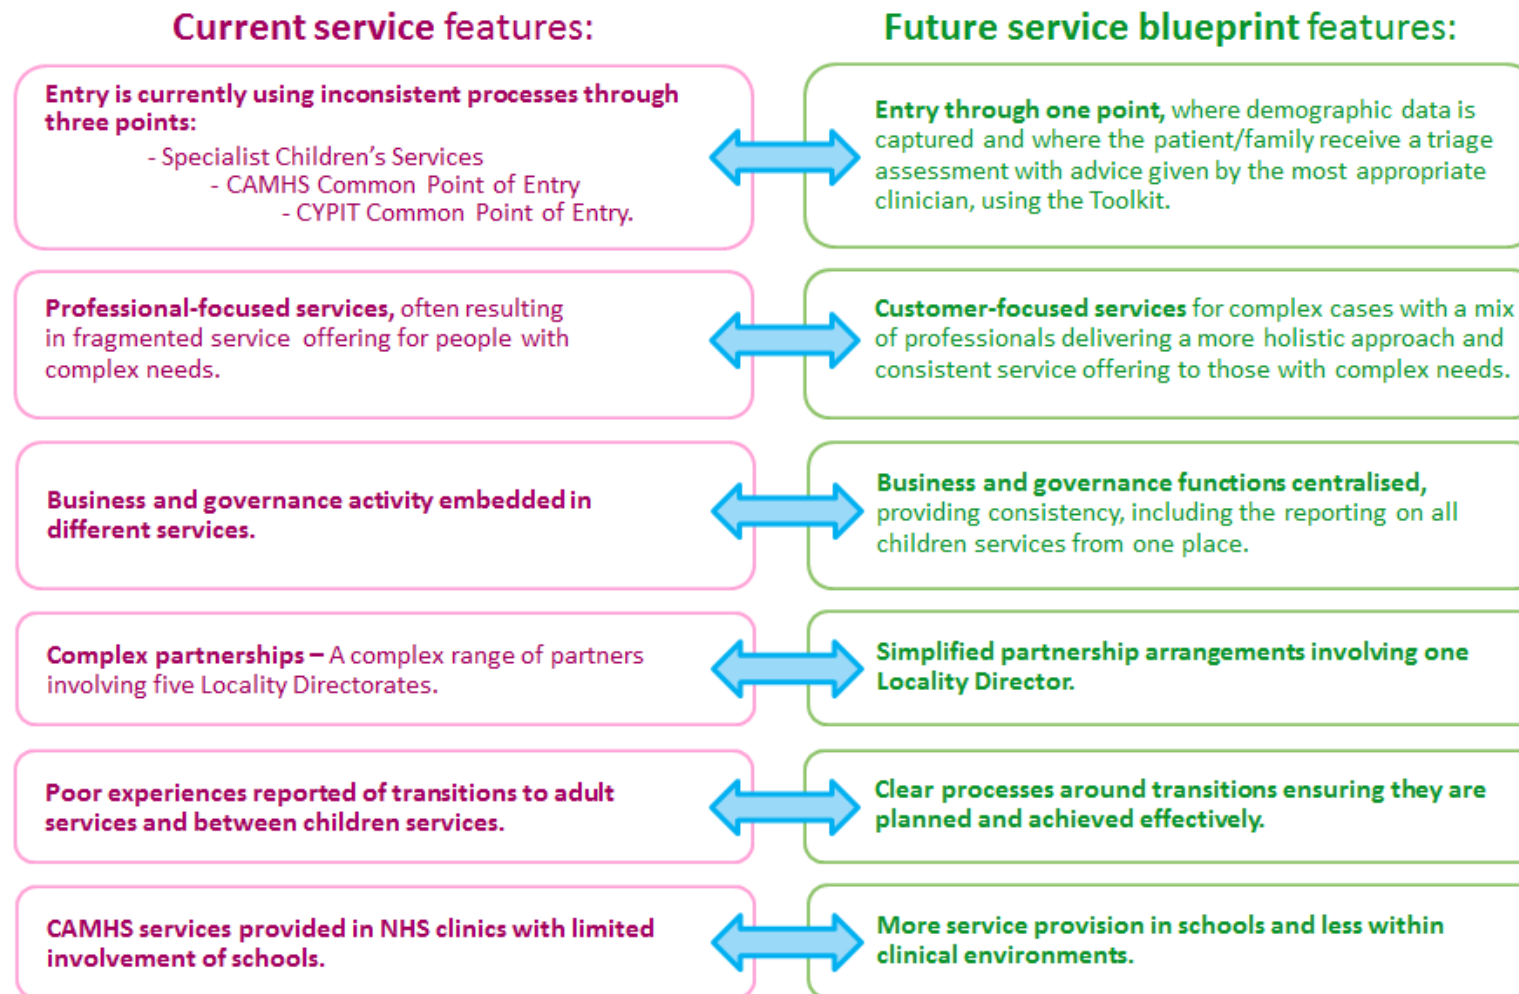 Current service features:
Entry is currently using inconsistent processes through
three points:
- Specialist Children's Services
- CAMHS Common Point of Entry
- CYPIT Common Point of Entry.
Professional-focused services, often resulting
in fragmented service offering for people with
complex needs.
Business and governance activity embedded in
different services.
Complex partnerships – A complex range of partners
involving five Locality Directorates.
Poor experiences reported of transitions to adult
services and between children services.
CAMHS services provided in NHS clinics with limited
involvement of schools.
Future service blueprint features:
Entry through one point, where demographic data is
captured and where the patient/family receive a triage
assessment with advice given by the most appropriate
clinician, using the Toolkit.
Customer-focused services for complex cases with a mix
of professionals delivering a more holistic approach and
consistent service offering to those with complex needs.
Business and governance functions centralised,
providing consistency, including the reporting on all
children services from one place.
Simplified partnership arrangements involving one
Locality Director.
Clear processes around transitions ensuring they are
planned and achieved effectively.
More service provision in schools and less within
clinical environments.